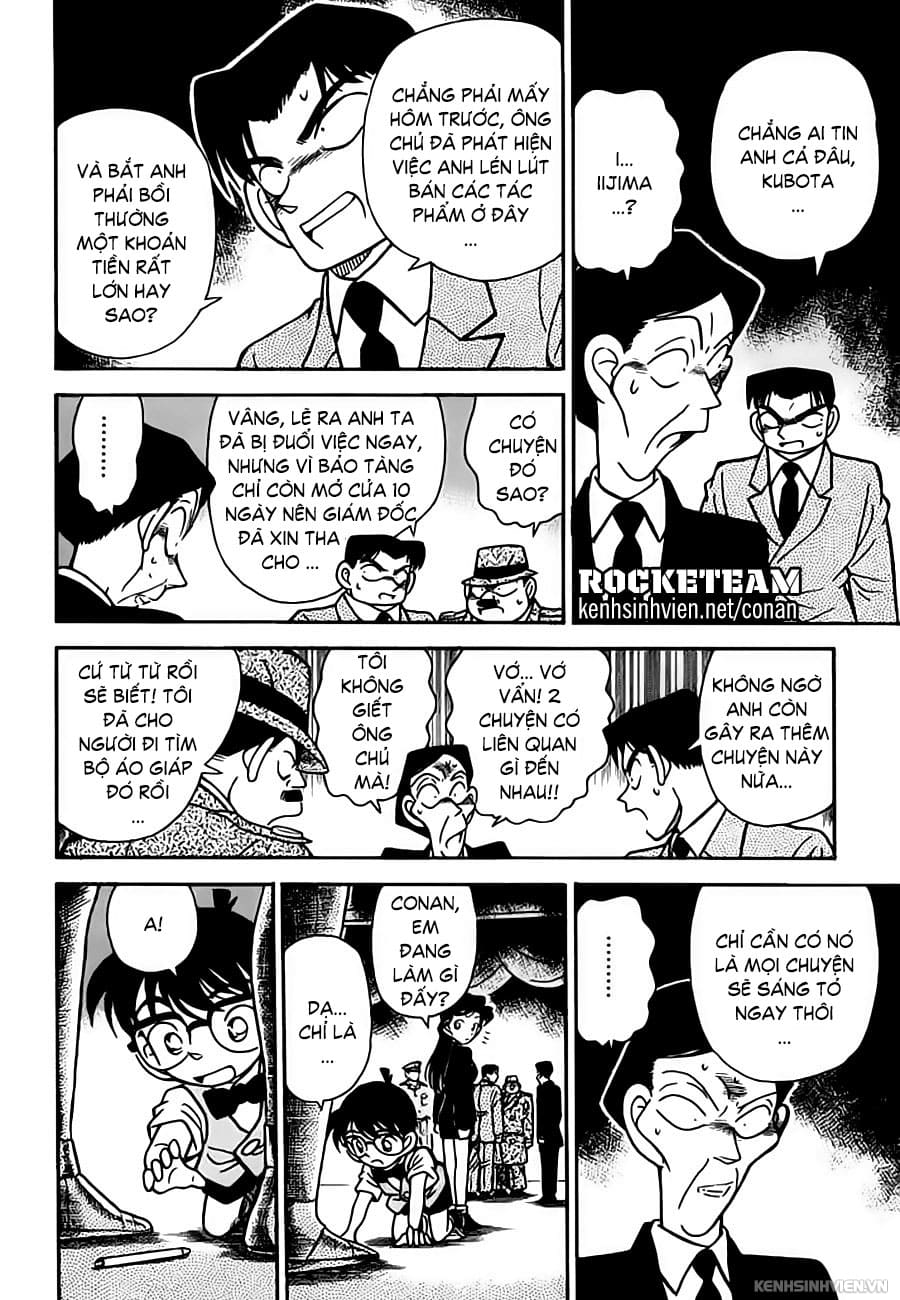 CHẲNG AI TIN
ANH CẢ ĐÂU,
KUBOTA
...
I...
IIJIMA
...?
CHẲNG PHẢI MẤY
HÔM TRƯỚC, ÔNG
CHỦ ĐÃ PHÁT HIỆN
VIỆC ANH LÉN LÚT
BÁN CÁC TÁC
PHẨM Ở ĐÂY
...
VÀ BẮT ANH
PHẢI BỒI
THƯỜNG
MỘT KHOẢN
TIỀN RẤT
LỚN HAY
SAO?
ROCKETEAM
kenhsinhvien.net/conan
CÓ
CHUYỆN
ĐÓ
SAO?
VÂNG, LẼ RA ANH TA
ĐÃ BỊ ĐUỔI VIỆC NGAY,
NHƯNG VÌ BẢO TÀNG
CHỈ CÒN MỞ CỬA 10
NGÀY NÊN GIÁM ĐỐC
ĐÃ XIN THA
CHO ...
........
KHÔNG NGỜ
ANH CÒN
GÂY RA THÊM
CHUYỆN NÀY
NỮA...
VỚ... VỚ
VẨN! 2
CHUYỆN CÓ
LIÊN QUAN
GÌ ĐẾN
NHAU!!
TÔI
KHÔNG
GIẾT
ÔNG
CHỦ
MÀ!
CỨ TỪ TỪ RỒI
SẼ BIẾT! TÔI
ĐÃ CHO
NGƯỜI ĐI TÌM
BỘ ÁO GIÁP
ĐÓ RỒI
...
CHỈ CẦN CÓ NÓ
LÀ MỌI CHUYỆN
SẼ SÁNG TỎ
NGAY THÔI
...
........
CONAN,
EM
ĐANG
LÀM GÌ
ĐẤY?
DẠ...
CHỈ LÀ
...
A!
KENHSINHVIEN.VN